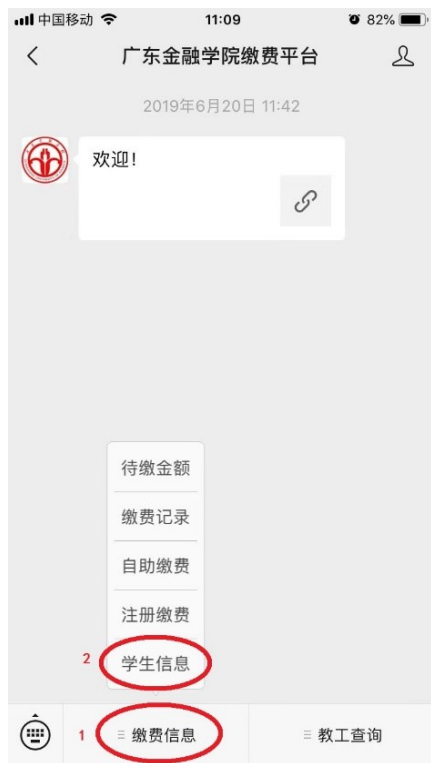 中国移动 11:09 82%
广东金融学院缴费平台
2019年6月20日 11:42
欢迎!
待缴金额
缴费记录
自助缴费
注册缴费
2 学生信息
1 缴费信息 教工查询